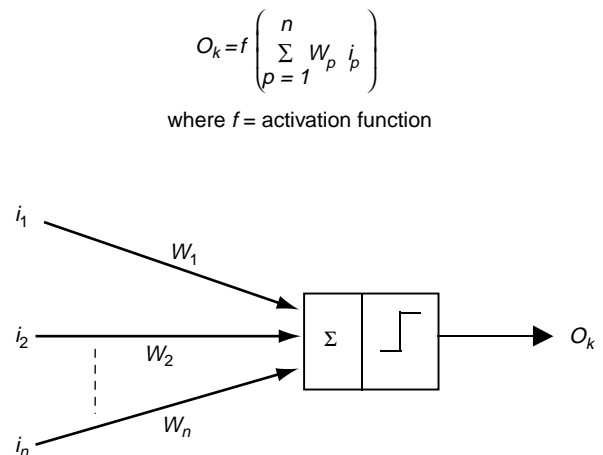 n
O_k = f ( Σ W_p i_p )
p = 1
where f = activation function
i_1
W_1
i_2
W_2
Σ
O_k
W_n
i_n